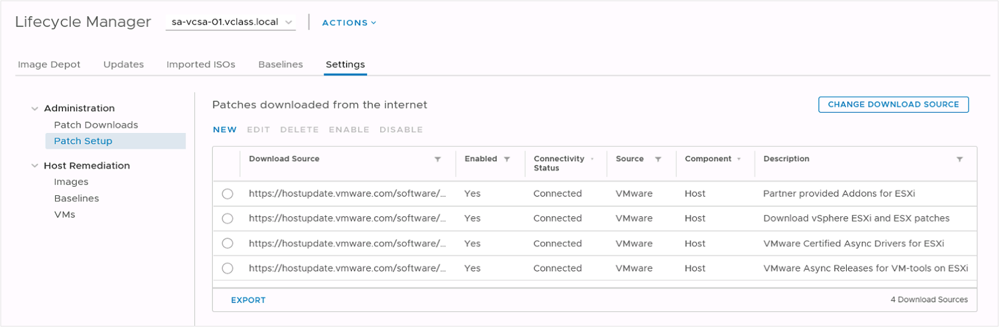 Lifecycle Manager sa-vcsa-01.vclass.local ACTIONS
Image Depot Updates Imported ISOs Baselines Settings
Administration
Patch Downloads
Patch Setup
Host Remediation
Images
Baselines
VMs
Patches downloaded from the internet CHANGE DOWNLOAD SOURCE
NEW EDIT DELETE ENABLE DISABLE
Download Source Enabled Connectivity Status Source Component Description
https://hostupdate.vmware.com/software/... Yes Connected VMware Host Partner provided Addons for ESXi
https://hostupdate.vmware.com/software/... Yes Connected VMware Host Download vSphere ESXi and ESX patches
https://hostupdate.vmware.com/software/... Yes Connected VMware Host VMware Certified Async Drivers for ESXi
https://hostupdate.vmware.com/software/... Yes Connected VMware Host VMware Async Releases for VM-tools on ESXi
EXPORT 4 Download Sources